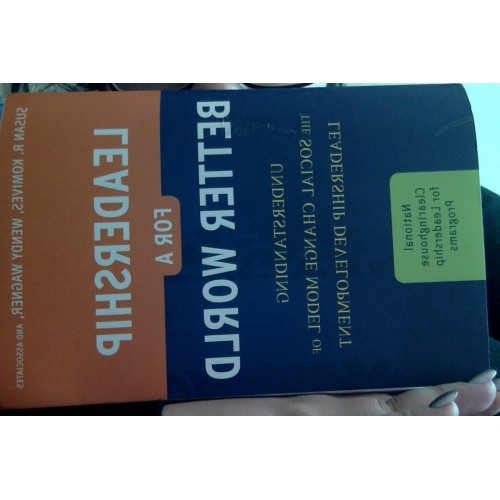 SUSAN R. KOMIVES, WENDY WAGNER, AND ASSOCIATES
LEADERSHIP
FOR A
BETTER WORLD
UNDERSTANDING
THE SOCIAL CHANGE MODEL OF
LEADERSHIP DEVELOPMENT
National
Clearinghouse
for Leadership
Programs